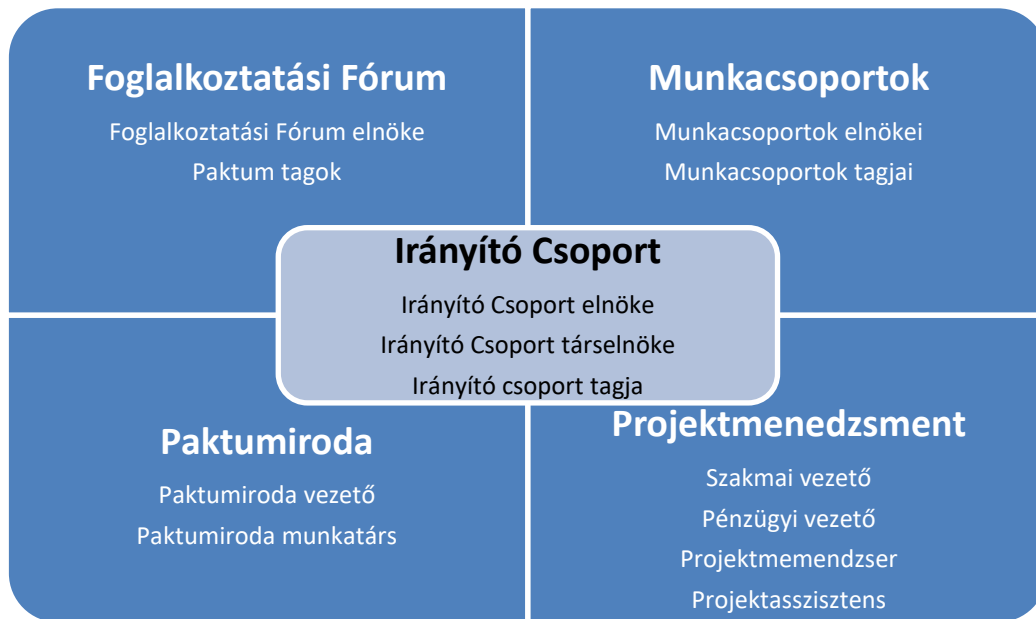 Foglalkoztatási Fórum
Foglalkoztatási Fórum elnöke
Paktum tagok
Munkacsoportok
Munkacsoportok elnökei
Munkacsoportok tagjai
Irányító Csoport
Irányító Csoport elnöke
Irányító Csoport társelnöke
Irányító csoport tagja
Paktumiroda
Paktumiroda vezető
Paktumiroda munkatárs
Projektmenedzsment
Szakmai vezető
Pénzügyi vezető
Projektmemendzser
Projektasszisztens